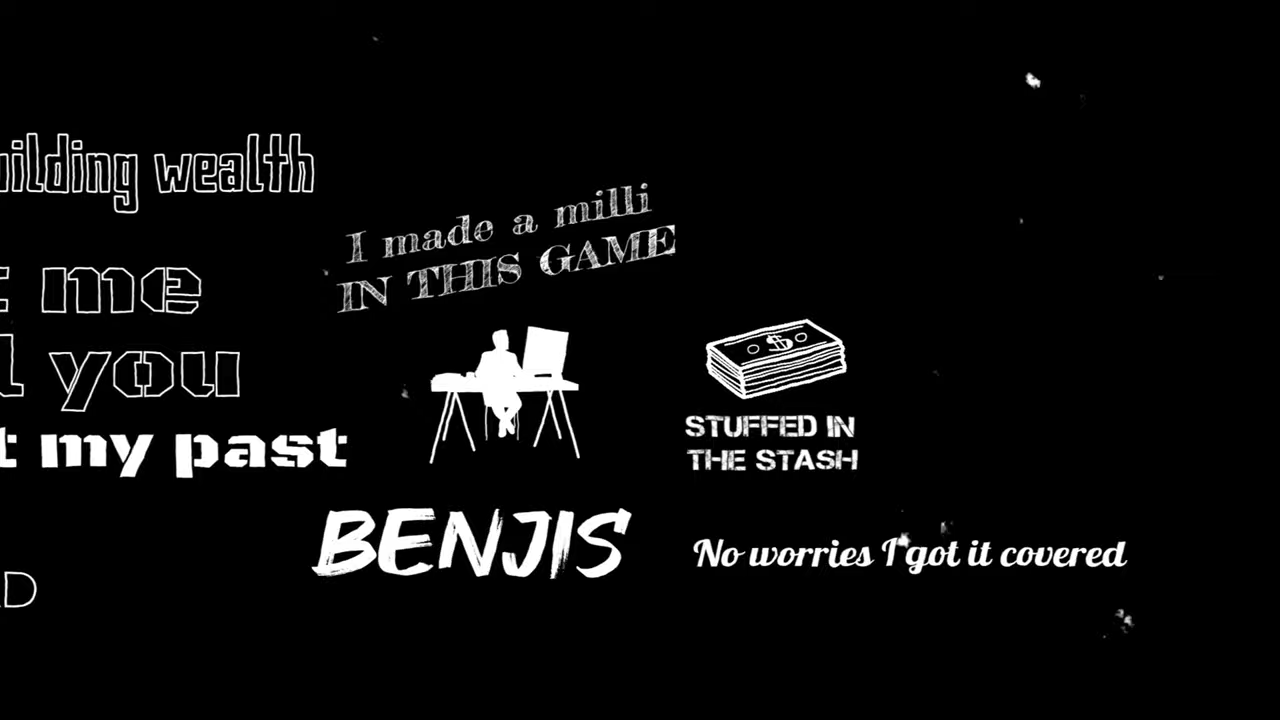 uilding wealth
me
you
t my past
D
I made a milli
IN THIS GAME
BENJIS
$
STUFFED IN
THE STASH
No worries I got it covered